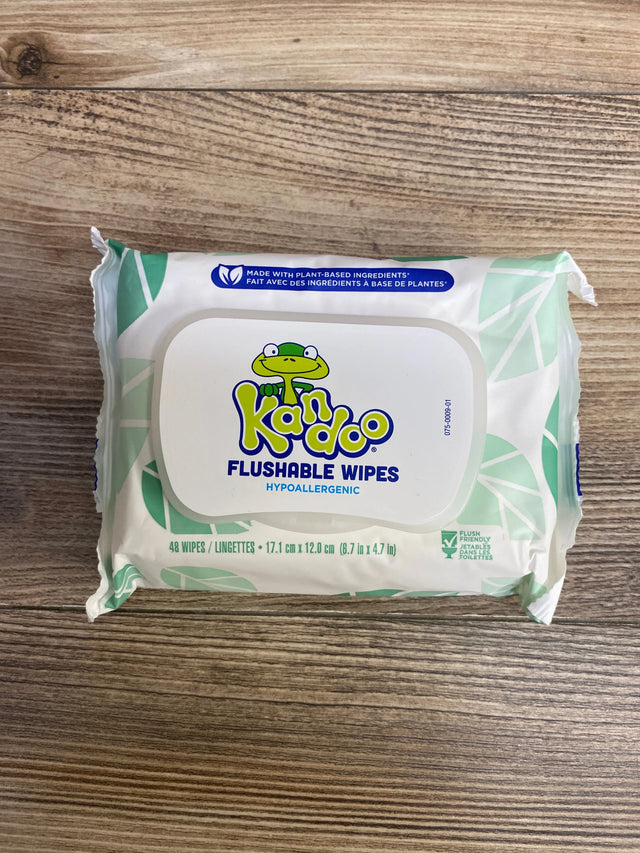 MADE WITH PLANT-BASED INGREDIENTS*
FAIT AVEC DES INGRÉDIENTS À BASE DE PLANTES*
Kandoo®
FLUSHABLE WIPES
HYPOALLERGENIC
075-0009-01
48 WIPES / LINGETTES • 17.1 cm x 12.0 cm (6.7 in x 4.7 in)
FLUSH
FRIENDLY
JETABLES
DANS LES
TOILETTES